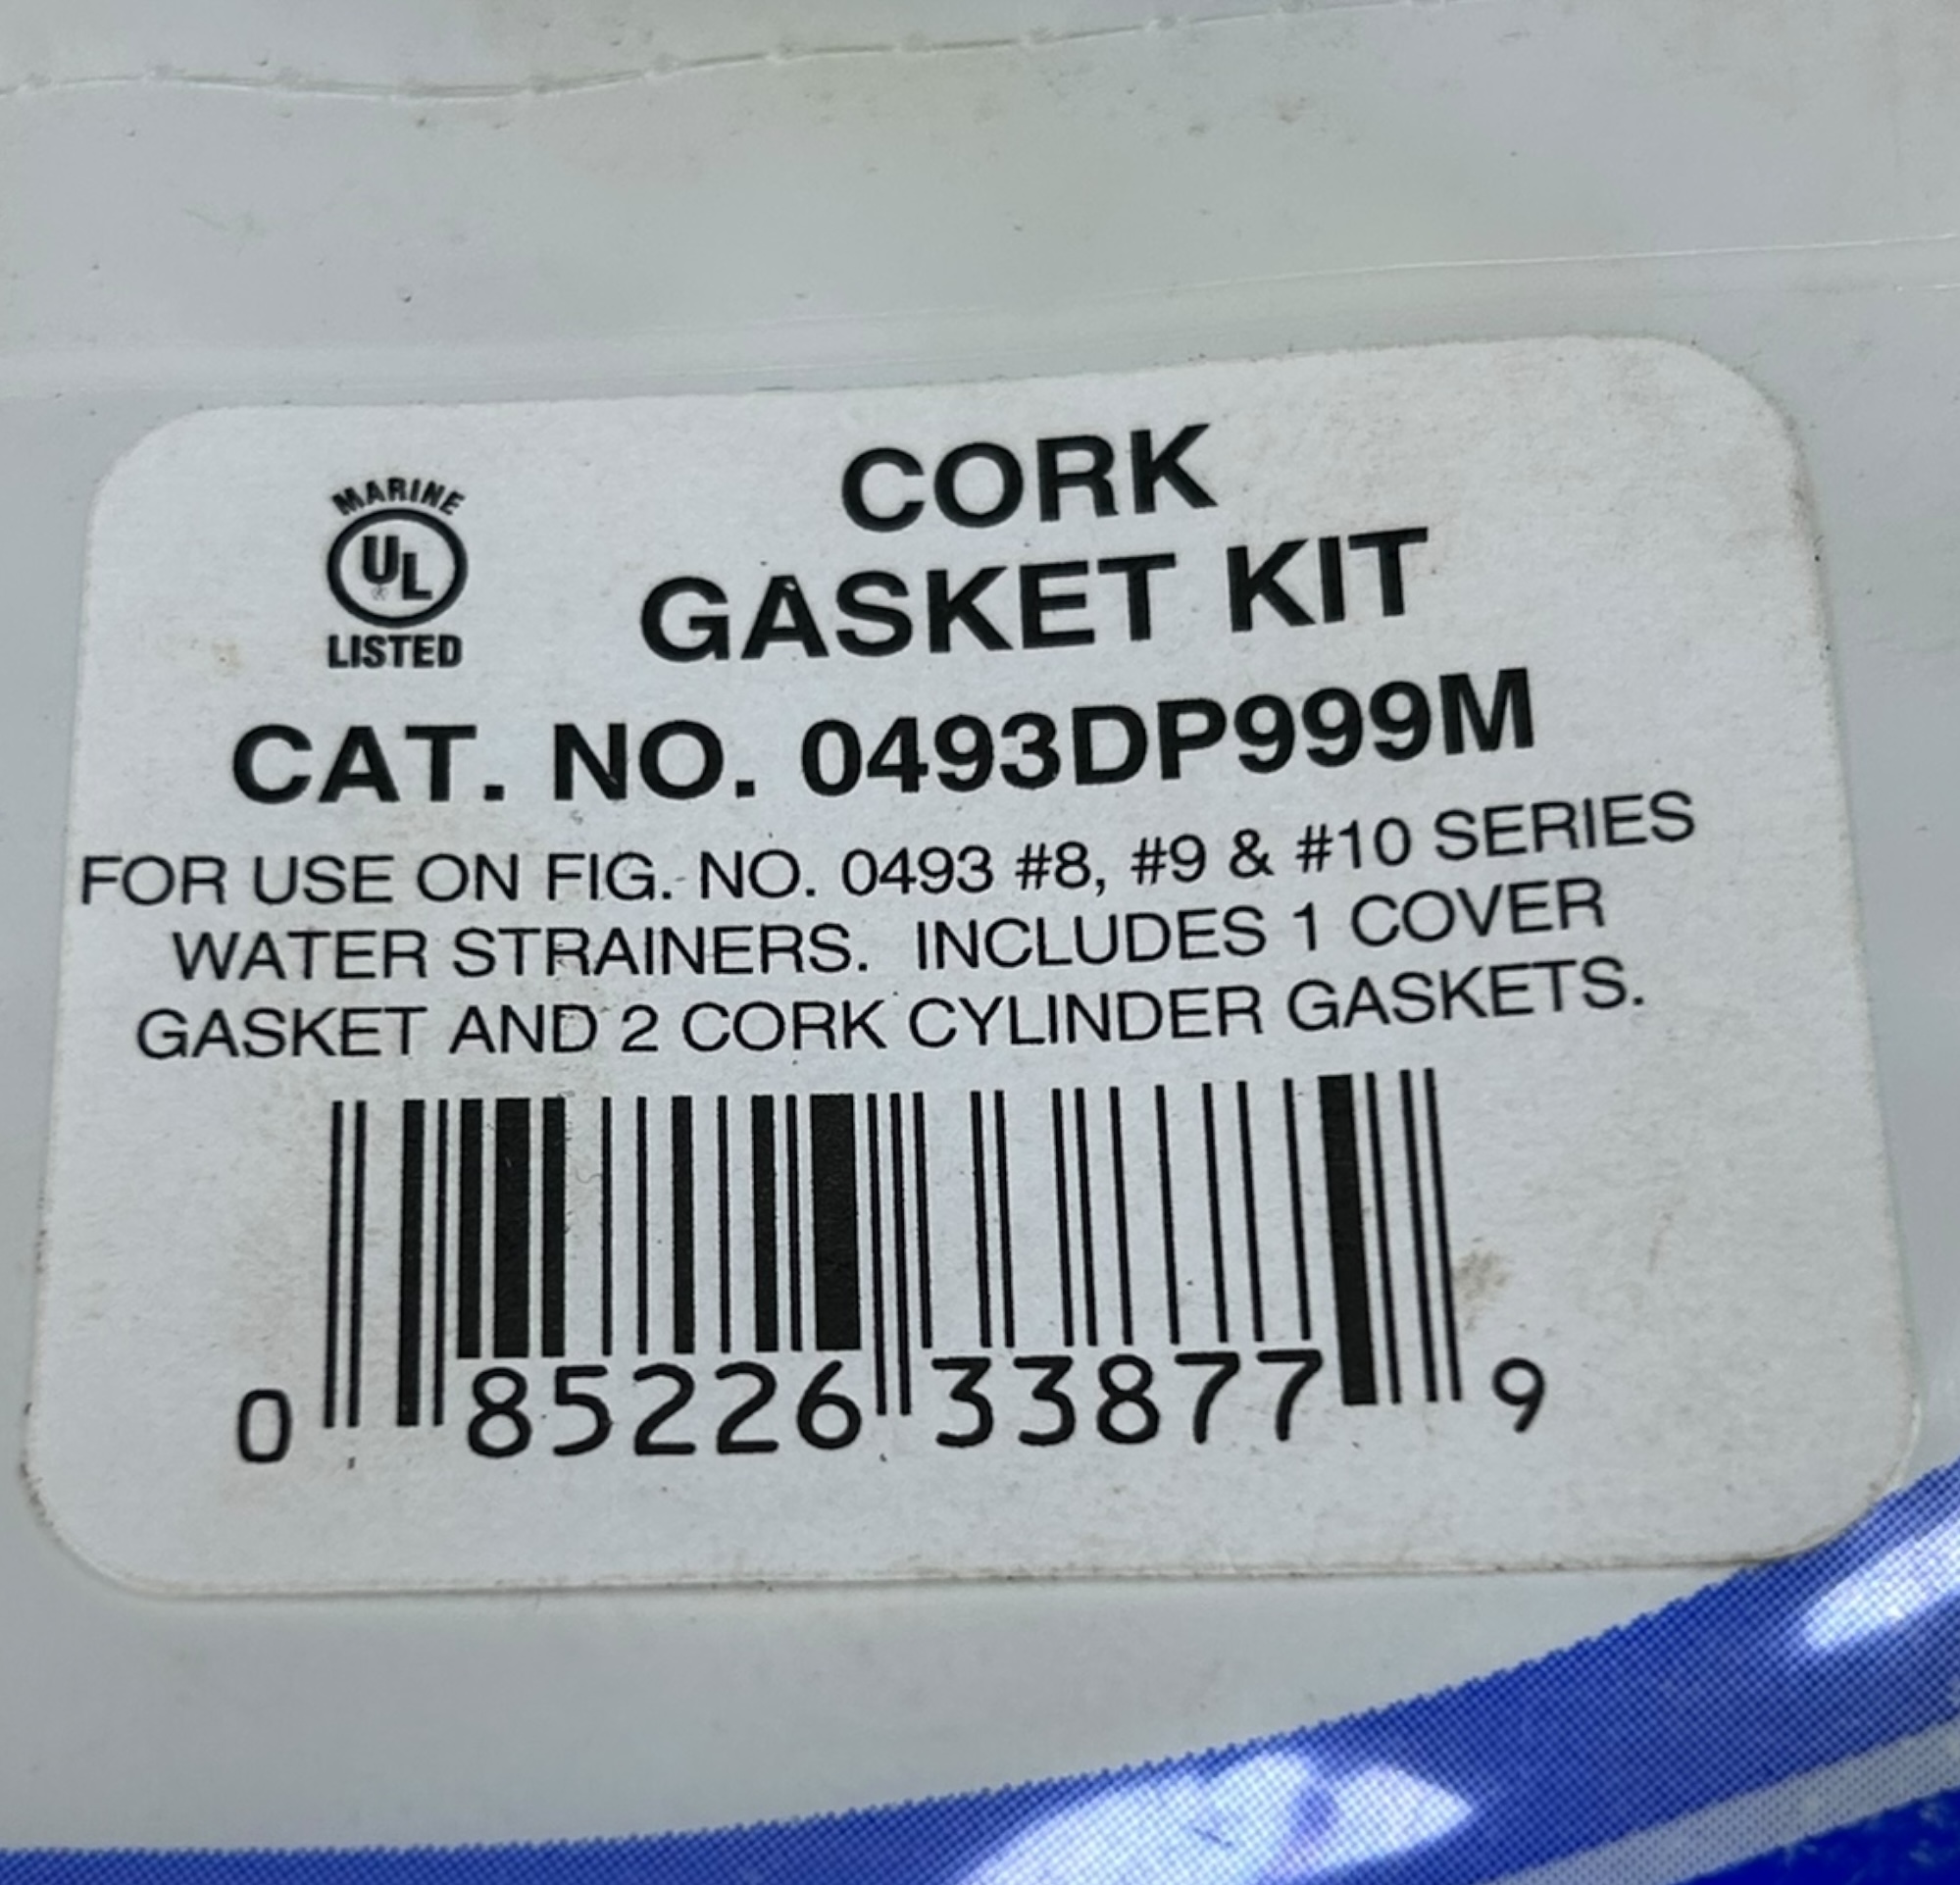 MARINE
UL
®
LISTED
CORK
GASKET KIT
CAT. NO. 0493DP999M
FOR USE ON FIG. NO. 0493 #8, #9 & #10 SERIES
WATER STRAINERS. INCLUDES 1 COVER
GASKET AND 2 CORK CYLINDER GASKETS.
0 85226 33877 9